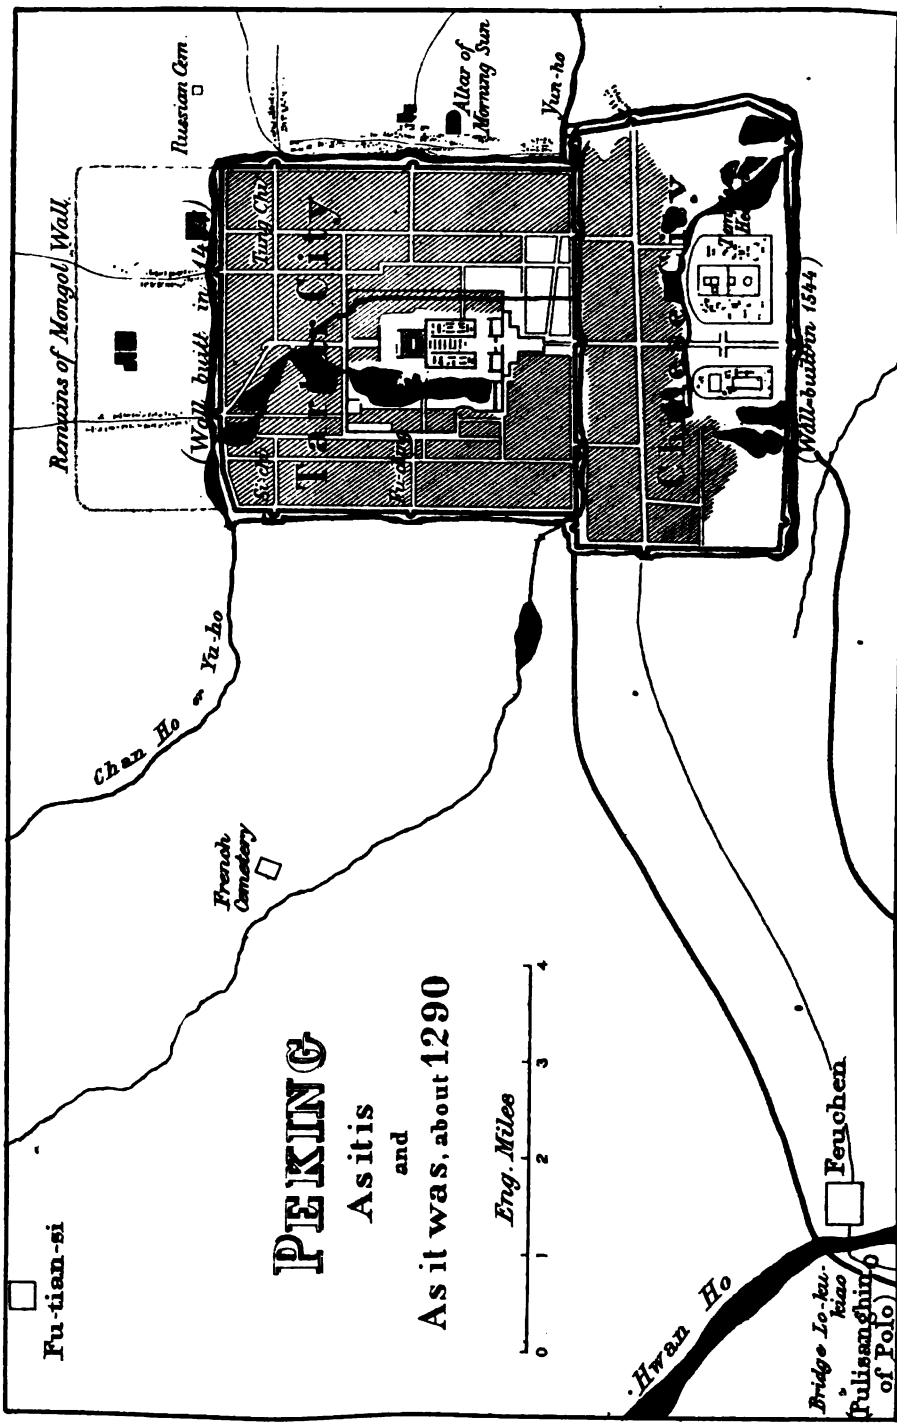 PEKING
As it is
and
As it was, about 1290
Eng. Miles
0 1 2 3 4
Fu-tian-si
French
Cemetery
Chan Ho or Yu-ho
Remains of Mongol Wall.
Russian Cem.
(Wall built in
Tartar City
Tung Chi
Altar of
Morning Sun
Yun-ho
Chinese City
(Wall-built in 1544)
Hwan Ho
Bridge Lo-ku-
kiao
(Pulisanghin
of Polo)
Feuchen